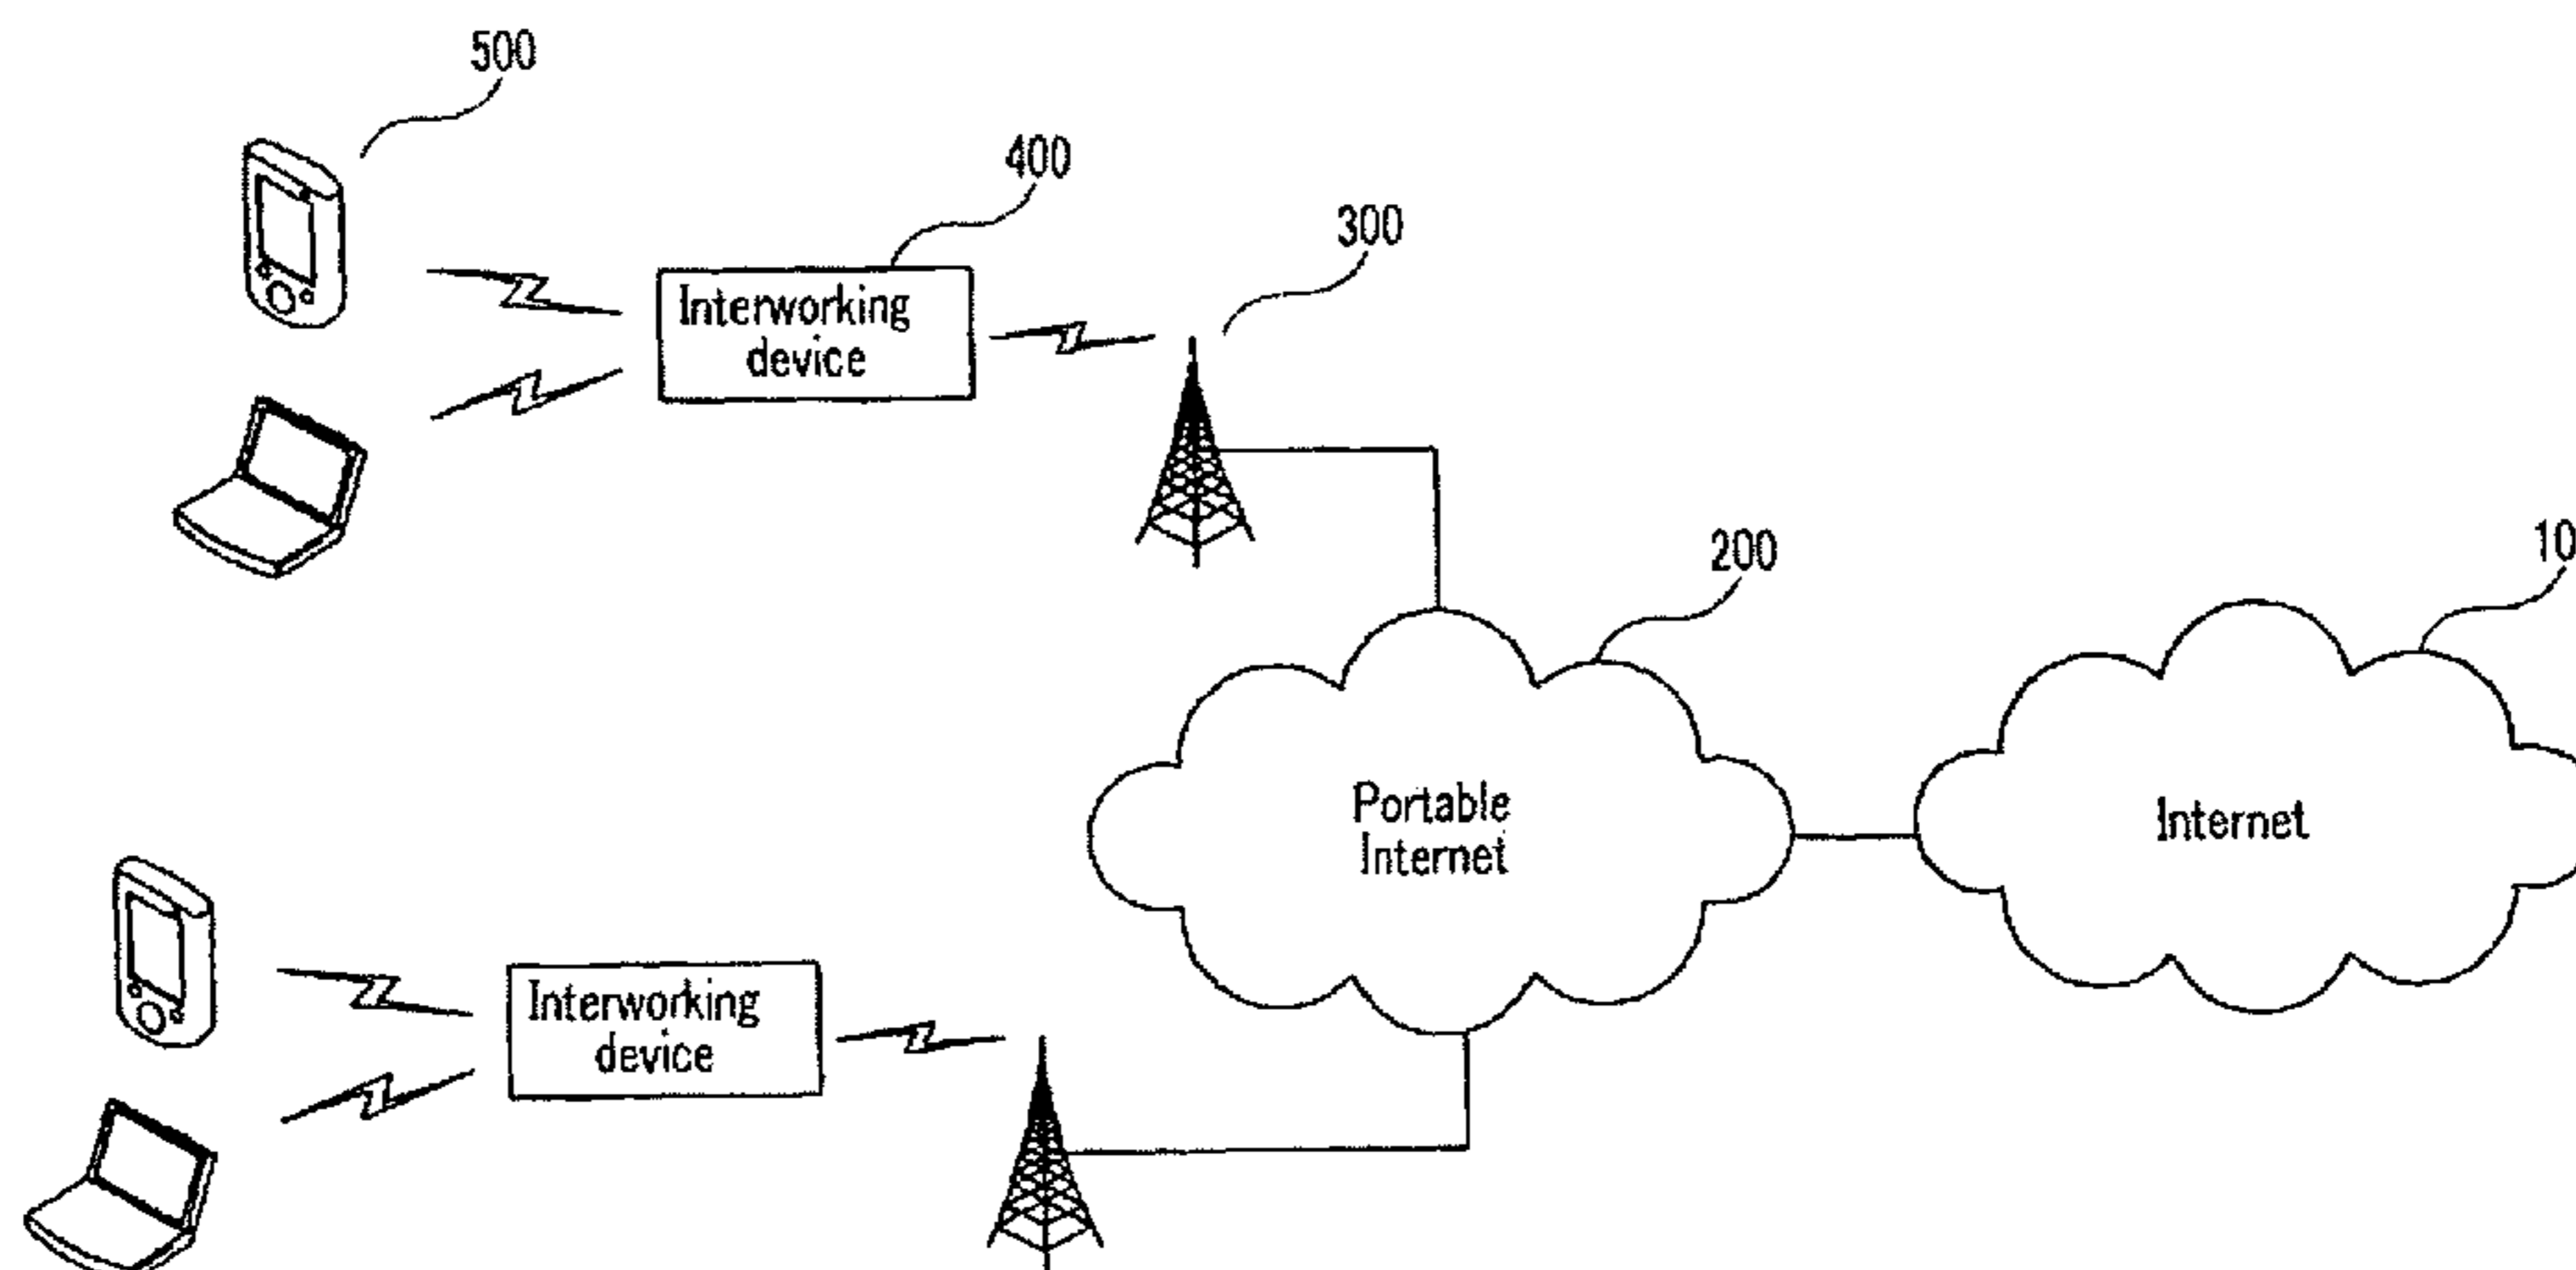 500
400
300
Interworking
device
200
10
Portable
Internet
Internet
Interworking
device